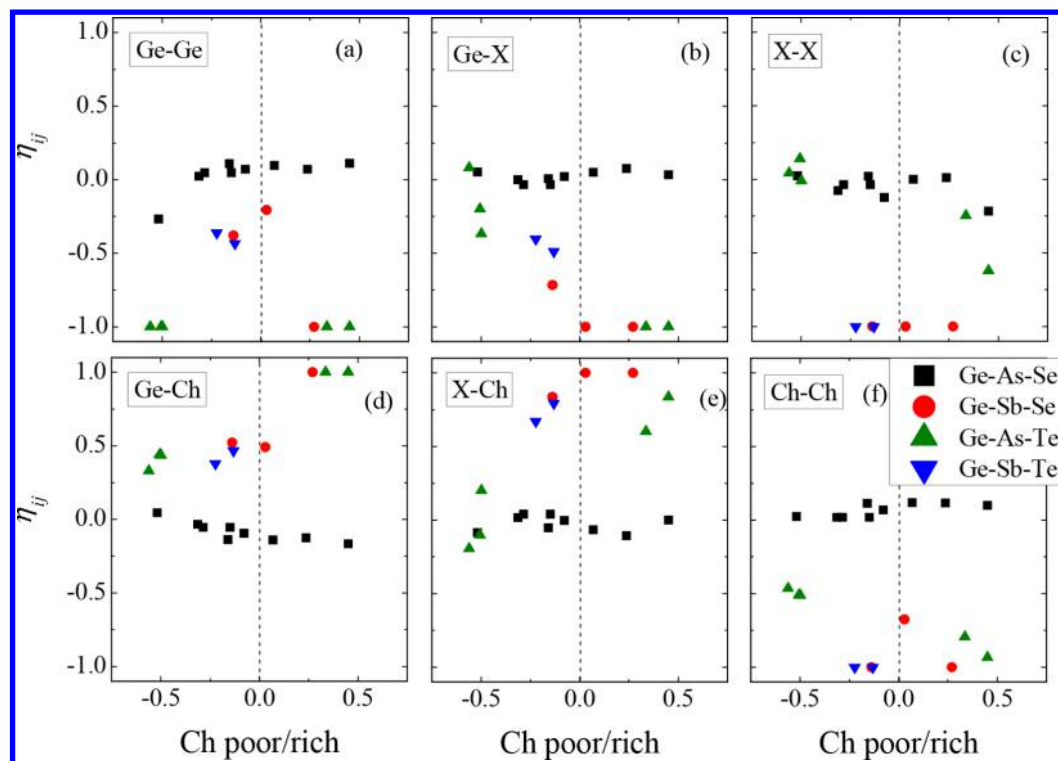 Ge-Ge (a) Ge-X (b) X-X (c)
1.0
0.5
0.0
-0.5
-1.0
η_ij
Ge-Ch (d) X-Ch (e) Ch-Ch (f)
1.0
0.5
0.0
-0.5
-1.0
η_ij
Ge-As-Se
Ge-Sb-Se
Ge-As-Te
Ge-Sb-Te
-0.5 0.0 0.5 -0.5 0.0 0.5 -0.5 0.0 0.5
Ch poor/rich Ch poor/rich Ch poor/rich